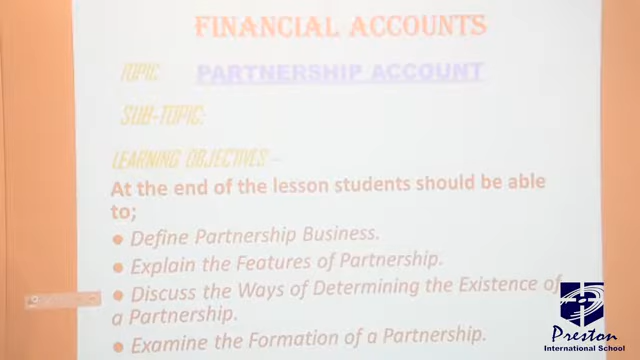 FINANCIAL ACCOUNTS
TOPIC PARTNERSHIP ACCOUNT
SUB-TOPIC:
LEARNING OBJECTIVES –
At the end of the lesson students should be able
to;
● Define Partnership Business.
● Explain the Features of Partnership.
● Discuss the Ways of Determining the Existence of
a Partnership.
● Examine the Formation of a Partnership.
Preston
International School